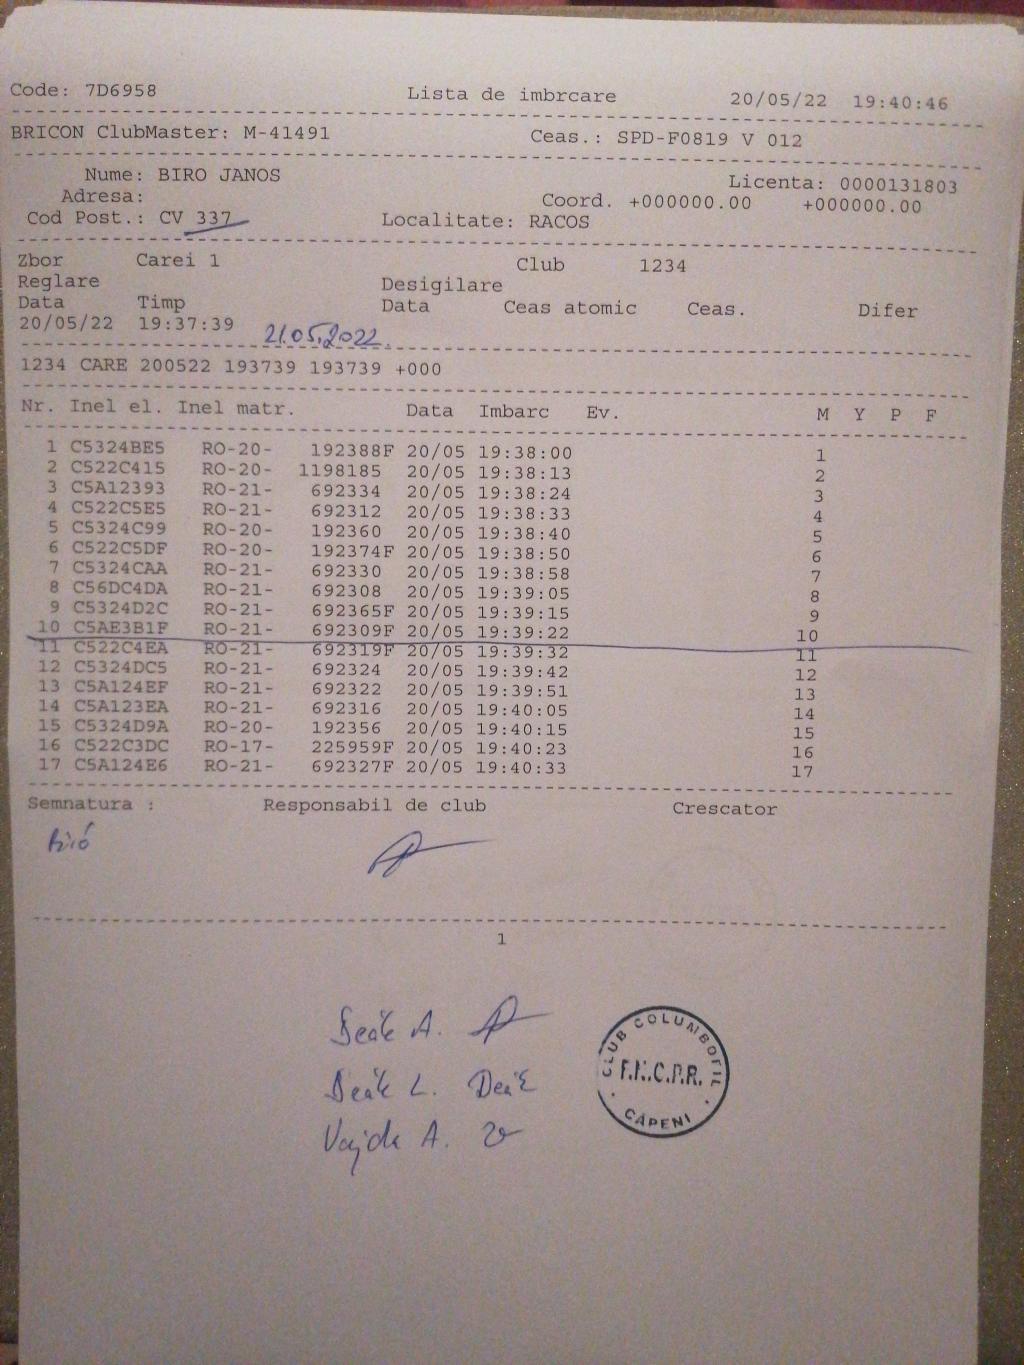 Code: 7D6958 Lista de imbrcare 20/05/22 19:40:46
BRICON ClubMaster: M-41491 Ceas.: SPD-F0819 V 012
Nume: BIRO JANOS Licenta: 0000131803
Adresa: Coord. +000000.00 +000000.00
Cod Post.: CV 337 Localitate: RACOS
Zbor Carei 1 Club 1234
Reglare Desigilare
Data Timp Data Ceas atomic Ceas. Difer
20/05/22 19:37:39 21.05.2022.
1234 CARE 200522 193739 193739 +000
Nr. Inel el. Inel matr. Data Imbarc Ev. M Y P F
1 C5324BE5 RO-20- 192388F 20/05 19:38:00 1
2 C522C415 RO-20- 1198185 20/05 19:38:13 2
3 C5A12393 RO-21- 692334 20/05 19:38:24 3
4 C522C5E5 RO-21- 692312 20/05 19:38:33 4
5 C5324C99 RO-20- 192360 20/05 19:38:40 5
6 C522C5DF RO-20- 192374F 20/05 19:38:50 6
7 C5324CAA RO-21- 692330 20/05 19:38:58 7
8 C56DC4DA RO-21- 692308 20/05 19:39:05 8
9 C5324D2C RO-21- 692365F 20/05 19:39:15 9
10 C5AE3B1F RO-21- 692309F 20/05 19:39:22 10
11 C522C4EA RO-21- 692319F 20/05 19:39:32 11
12 C5324DC5 RO-21- 692324 20/05 19:39:42 12
13 C5A124EF RO-21- 692322 20/05 19:39:51 13
14 C5A123EA RO-21- 692316 20/05 19:40:05 14
15 C5324D9A RO-20- 192356 20/05 19:40:15 15
16 C522C3DC RO-17- 225959F 20/05 19:40:23 16
17 C5A124E6 RO-21- 692327F 20/05 19:40:33 17
Semnatura : Responsabil de club Crescator
Biró
1
Deák A.
Deák L. Deák
Vajda A.
CLUB COLUMBOFIL
F.N.C.P.R.
CĂPENI